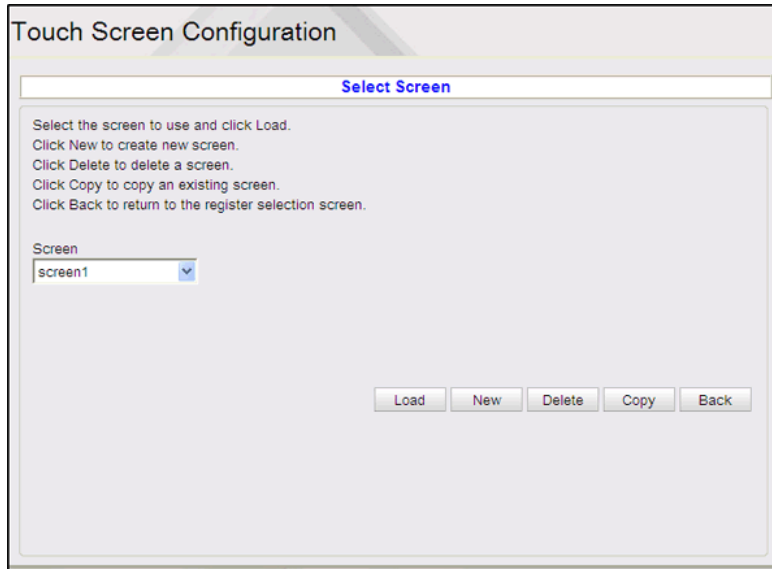 Touch Screen Configuration
Select Screen
Select the screen to use and click Load.
Click New to create new screen.
Click Delete to delete a screen.
Click Copy to copy an existing screen.
Click Back to return to the register selection screen.
Screen
screen1
Load New Delete Copy Back